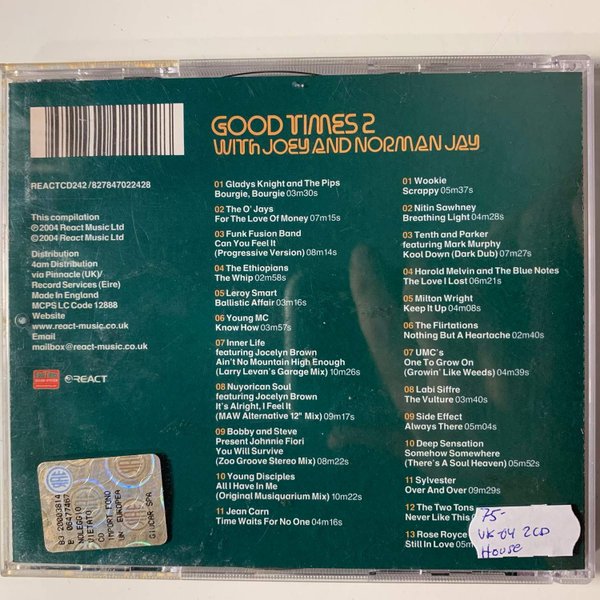 GOOD TIMES 2
WITH JOEY AND NORMAN JAY
REACTCD242 / 827847022428
This compilation
℗2004 React Music Ltd
©2004 React Music Ltd
Distribution
4am Distribution
via Pinnacle (UK)/
Record Services (Eire)
Made In England
MCPS LC Code 12888
Website
www.react-music.co.uk
Email
mailbox@react-music.co.uk
REACT
01 Gladys Knight and The Pips
Bourgie, Bourgie 03m30s
02 The O' Jays
For The Love Of Money 07m15s
03 Funk Fusion Band
Can You Feel It
(Progressive Version) 08m14s
04 The Ethiopians
The Whip 02m58s
05 Leroy Smart
Ballistic Affair 03m16s
06 Young MC
Know How 03m57s
07 Inner Life
featuring Jocelyn Brown
Ain't No Mountain High Enough
(Larry Levan's Garage Mix) 10m26s
08 Nuyorican Soul
featuring Jocelyn Brown
It's Alright, I Feel It
(MAW Alternative 12" Mix) 09m17s
09 Bobby and Steve
Present Johnnie Fiori
You Will Survive
(Zoo Groove Stereo Mix) 08m22s
10 Young Disciples
All I Have In Me
(Original Musiquarium Mix) 06m27s
11 Jean Carn
Time Waits For No One 04m16s
01 Wookie
Scrappy 05m37s
02 Nitin Sawhney
Breathing Light 04m28s
03 Tenth and Parker
featuring Mark Murphy
Kool Down (Dark Dub) 07m27s
04 Harold Melvin and The Blue Notes
The Love I Lost 06m21s
05 Milton Wright
Keep It Up 04m08s
06 The Flirtations
Nothing But A Heartache 02m40s
07 UMC's
One To Grow On
(Growin' Like Weeds) 04m39s
08 Labi Siffre
The Vulture 03m40s
09 Side Effect
Always There 05m04s
10 Deep Sensation
Somehow Somewhere
(There's A Soul Heaven) 05m52s
11 Sylvester
Over And Over 09m29s
12 The Two Tons
Never Like This
13 Rose Royce
Still In Love
75-
UK-04 2CD
House
B3 20003814
B 06477467
NOLEGGIO
VIETATO
CD
IMPORT FONO
UN EUROPEA
GIUCAR SPA